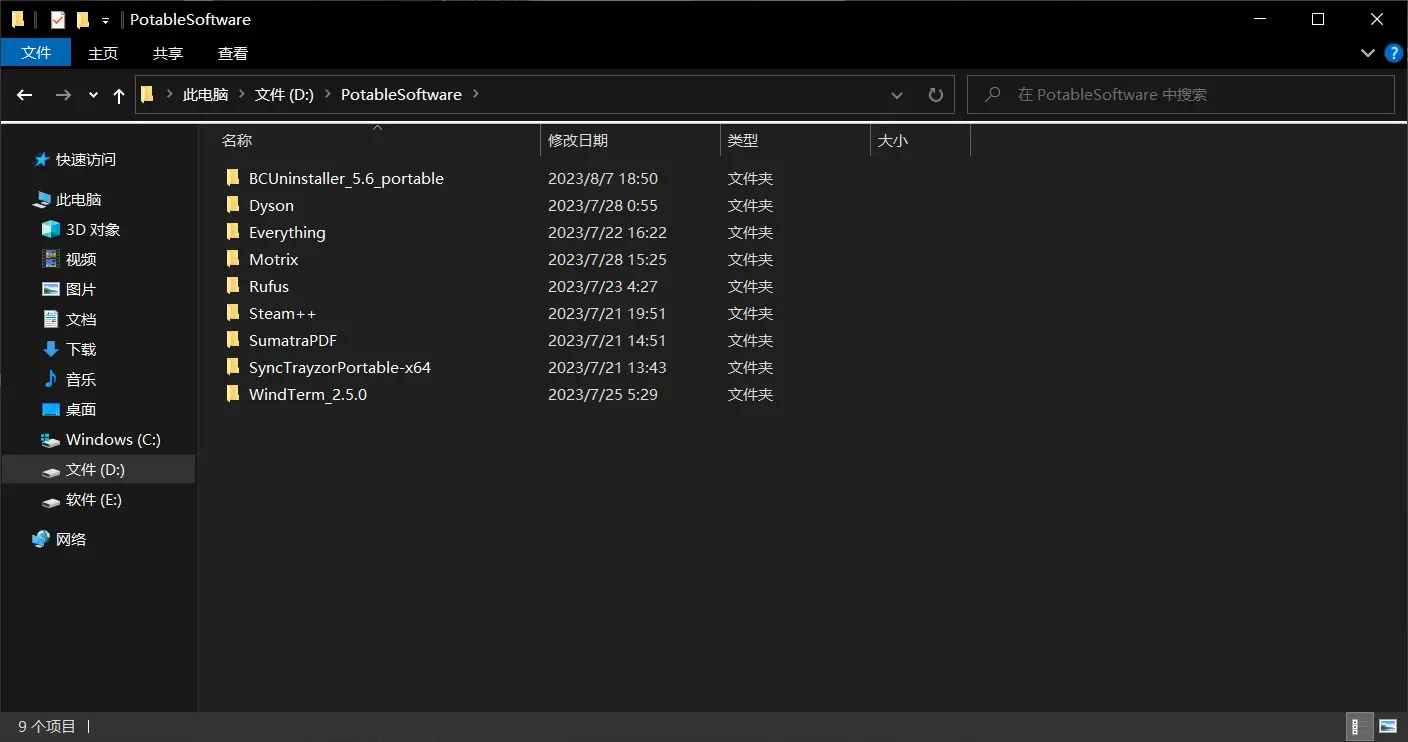 PotableSoftware
文件 主页 共享 查看 ?
此电脑 文件 (D:) PotableSoftware 在 PotableSoftware 中搜索
名称 修改日期 类型 大小
快速访问
此电脑
3D 对象
视频
图片
文档
下载
音乐
桌面
Windows (C:)
文件 (D:)
软件 (E:)
网络
BCUninstaller_5.6_portable 2023/8/7 18:50 文件夹
Dyson 2023/7/28 0:55 文件夹
Everything 2023/7/22 16:22 文件夹
Motrix 2023/7/28 15:25 文件夹
Rufus 2023/7/23 4:27 文件夹
Steam++ 2023/7/21 19:51 文件夹
SumatraPDF 2023/7/21 14:51 文件夹
SyncTrayzorPortable-x64 2023/7/21 13:43 文件夹
WindTerm_2.5.0 2023/7/25 5:29 文件夹
9 个项目